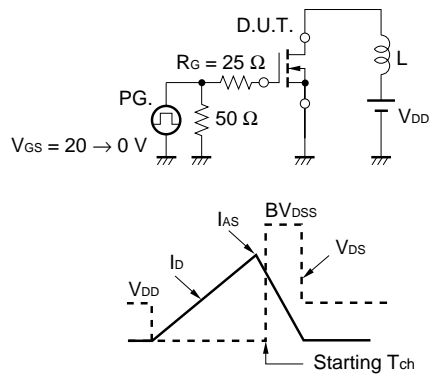 D.U.T.
RG = 25 Ω
L
PG.
50 Ω
VDD
VGS = 20 → 0 V
BVDSS
IAS
ID
VDS
VDD
Starting Tch